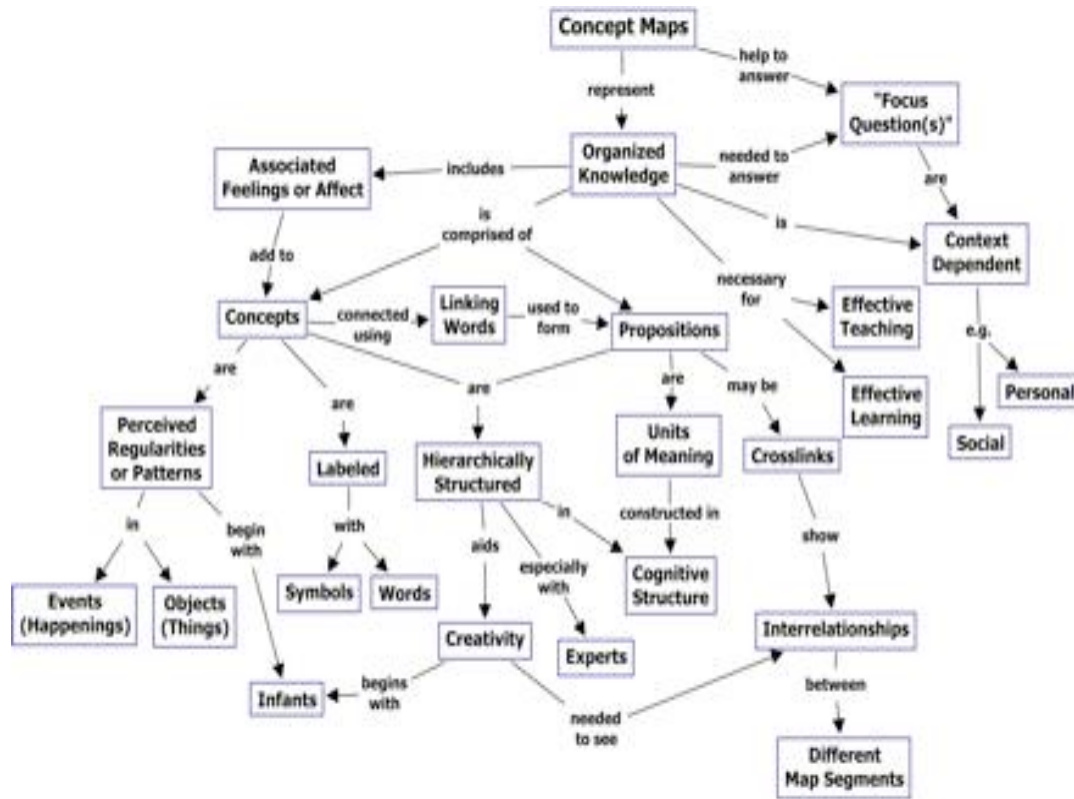 Concept Maps
help to
answer
represent
"Focus
Question(s)"
Organized
Knowledge
Associated
Feelings or Affect
includes
needed to
answer
are
is
comprised of
is
Context
Dependent
add to
necessary
for
Linking
Words
Effective
Teaching
Concepts
connected
using
used to
form
Propositions
e.g.
are
are
are
are
may be
Personal
Effective
Learning
Perceived
Regularities
or Patterns
Units
of Meaning
Social
Labeled
Hierarchically
Structured
Crosslinks
in
begin
with
with
aids
in
constructed in
especially
with
show
Events
(Happenings)
Objects
(Things)
Symbols
Words
Cognitive
Structure
Creativity
Experts
Interrelationships
Infants
begins
with
needed
to see
between
Different
Map Segments